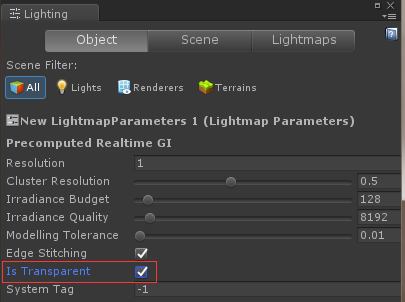 Lighting
Object Scene Lightmaps
Scene Filter:
All Lights Renderers Terrains
New LightmapParameters 1 (Lightmap Parameters)
Precomputed Realtime GI
Resolution 1
Cluster Resolution 0.5
Irradiance Budget 128
Irradiance Quality 8192
Modelling Tolerance 0.01
Edge Stitching
Is Transparent
System Tag -1